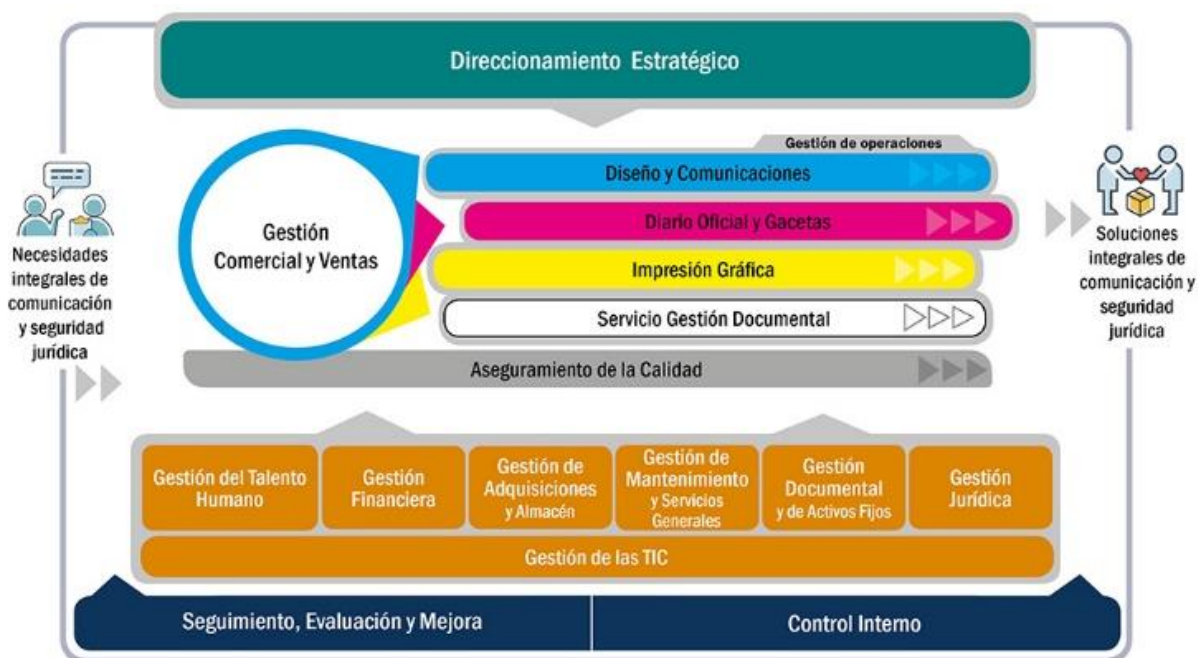 Direccionamiento Estratégico
Gestión de operaciones
Necesidades
integrales de
comunicación
y seguridad
jurídica
Gestión
Comercial y Ventas
Diseño y Comunicaciones
Diario Oficial y Gacetas
Impresión Gráfica
Servicio Gestión Documental
Aseguramiento de la Calidad
Soluciones
integrales de
comunicación y
seguridad
jurídica
Gestión del Talento
Humano
Gestión
Financiera
Gestión de
Adquisiciones
y Almacén
Gestión de
Mantenimiento
y Servicios
Generales
Gestión
Documental
y de Activos Fijos
Gestión
Jurídica
Gestión de las TIC
Seguimiento, Evaluación y Mejora
Control Interno